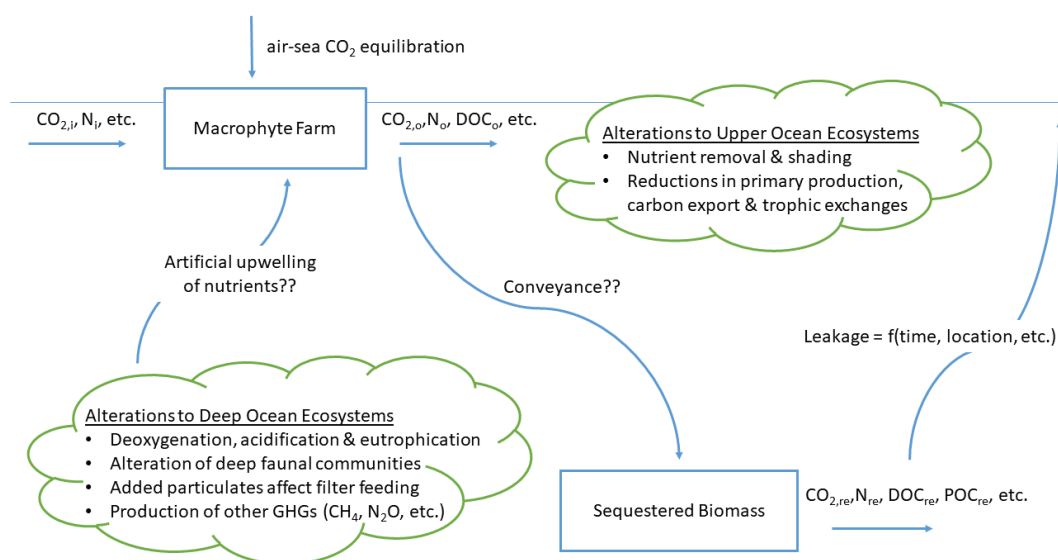 air-sea CO₂ equilibration
CO₂,ᵢ, Nᵢ, etc.
Macrophyte Farm
CO₂,ₒ,Nₒ, DOCₒ, etc.
Alterations to Upper Ocean Ecosystems
• Nutrient removal & shading
• Reductions in primary production,
carbon export & trophic exchanges
Artificial upwelling
of nutrients??
Conveyance??
Leakage = f(time, location, etc.)
Alterations to Deep Ocean Ecosystems
• Deoxygenation, acidification & eutrophication
• Alteration of deep faunal communities
• Added particulates affect filter feeding
• Production of other GHGs (CH₄, N₂O, etc.)
Sequestered Biomass
CO₂,ᵣₑ,Nᵣₑ, DOCᵣₑ, POCᵣₑ, etc.